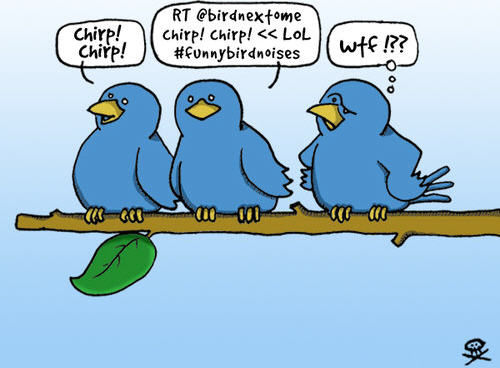 chirp!
chirp!
RT @birdnextome
chirp! chirp! << LoL
#funnybirdnoises
wtf !??